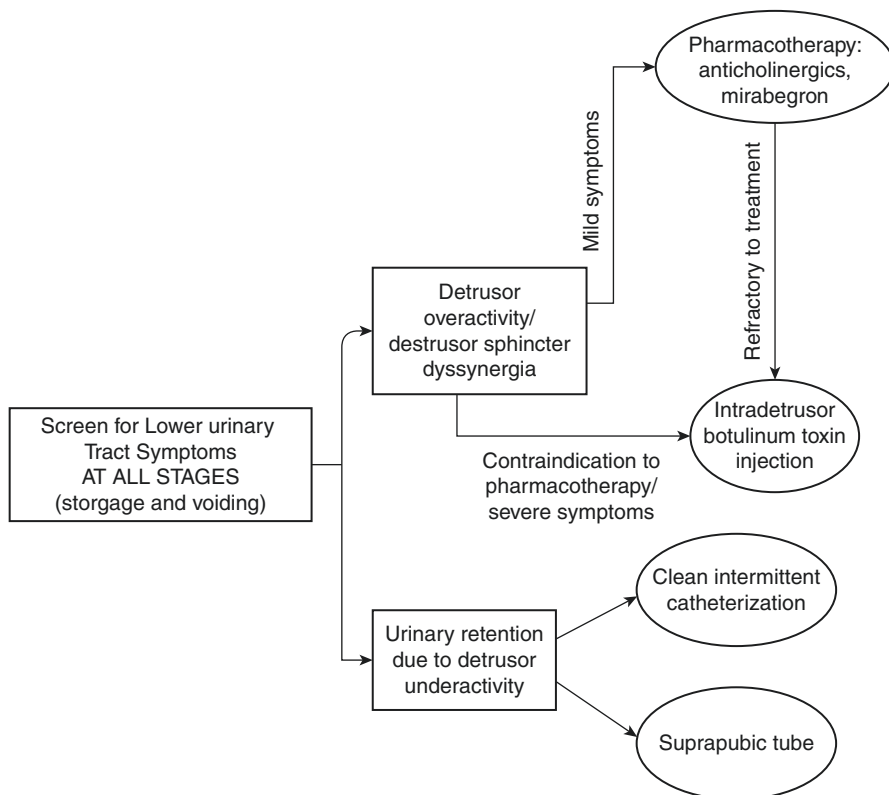 Pharmacotherapy:
anticholinergics,
mirabegron
Mild symptoms
Refractory to treatment
Detrusor
overactivity/
destrusor sphincter
dyssynergia
Screen for Lower urinary
Tract Symptoms
AT ALL STAGES
(storgage and voiding)
Intradetrusor
botulinum toxin
injection
Contraindication to
pharmacotherapy/
severe symptoms
Clean intermittent
catheterization
Urinary retention
due to detrusor
underactivity
Suprapubic tube